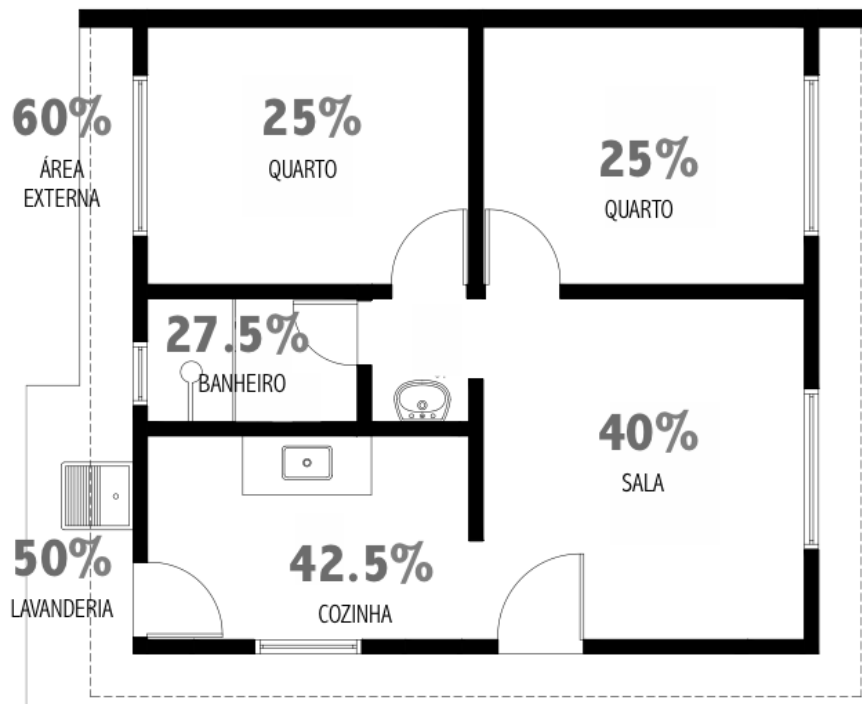 60%
ÁREA
EXTERNA
25%
QUARTO
25%
QUARTO
27.5%
BANHEIRO
40%
SALA
50%
LAVANDERIA
42.5%
COZINHA